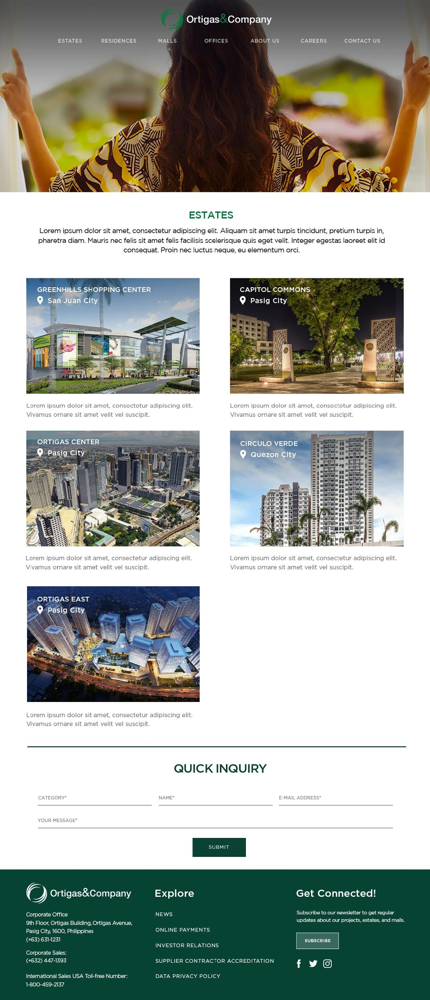 Ortigas&Company
ESTATES RESIDENCES MALLS OFFICES ABOUT US CAREERS CONTACT US
ESTATES
Lorem ipsum dolor sit amet, consectetur adipiscing elit. Aliquam sit amet turpis tincidunt, pretium turpis in,
pharetra diam. Mauris nec felis sit amet felis facilisis scelerisque quis eget velit. Integer egestas laoreet elit id
consequat. Proin nec luctus neque, eu elementum orci.
GREENHILLS SHOPPING CENTER
San Juan City
Lorem ipsum dolor sit amet, consectetur adipiscing elit.
Vivamus ornare sit amet velit vel suscipit.
CAPITOL COMMONS
Pasig City
Lorem ipsum dolor sit amet, consectetur adipiscing elit.
Vivamus ornare sit amet velit vel suscipit.
ORTIGAS CENTER
Pasig City
Lorem ipsum dolor sit amet, consectetur adipiscing elit.
Vivamus ornare sit amet velit vel suscipit.
CIRCULO VERDE
Quezon City
Lorem ipsum dolor sit amet, consectetur adipiscing elit.
Vivamus ornare sit amet velit vel suscipit.
ORTIGAS EAST
Pasig City
Lorem ipsum dolor sit amet, consectetur adipiscing elit.
Vivamus ornare sit amet velit vel suscipit.
QUICK INQUIRY
CATEGORY* NAME* E-MAIL ADDRESS*
YOUR MESSAGE*
SUBMIT
Ortigas&Company
Corporate Office
9th Floor, Ortigas Building, Ortigas Avenue,
Pasig City, 1600, Philippines
(+63) 631-1231
Corporate Sales:
(+632) 447-1393
International Sales USA Toll-free Number:
1-800-459-2137
Explore
NEWS
ONLINE PAYMENTS
INVESTOR RELATIONS
SUPPLIER CONTRACTOR ACCREDITATION
DATA PRIVACY POLICY
Get Connected!
Subscribe to our newsletter to get regular
updates about our projects, estates, and malls.
SUBSCRIBE